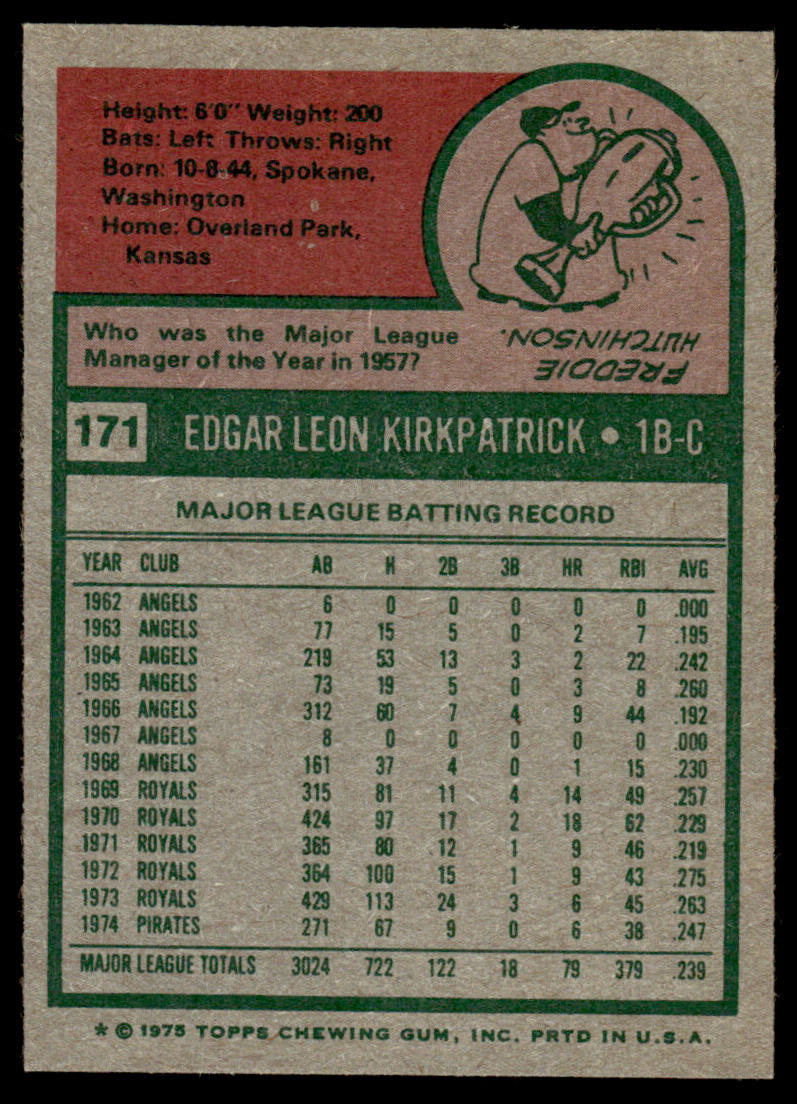 Height: 6'0" Weight: 200
Bats: Left Throws: Right
Born: 10-8-44, Spokane,
Washington
Home: Overland Park,
Kansas
Who was the Major League
Manager of the Year in 1957?
FREDDIE
HUTCHINSON.
171 EDGAR LEON KIRKPATRICK • 1B-C
MAJOR LEAGUE BATTING RECORD
YEAR CLUB AB H 2B 3B HR RBI AVG
1962 ANGELS 6 0 0 0 0 0 .000
1963 ANGELS 77 15 5 0 2 7 .195
1964 ANGELS 219 53 13 3 2 22 .242
1965 ANGELS 73 19 5 0 3 8 .260
1966 ANGELS 312 60 7 4 9 44 .192
1967 ANGELS 8 0 0 0 0 0 .000
1968 ANGELS 161 37 4 0 1 15 .230
1969 ROYALS 315 81 11 4 14 49 .257
1970 ROYALS 424 97 17 2 18 62 .229
1971 ROYALS 365 80 12 1 9 46 .219
1972 ROYALS 364 100 15 1 9 43 .275
1973 ROYALS 429 113 24 3 6 45 .263
1974 PIRATES 271 67 9 0 6 38 .247
MAJOR LEAGUE TOTALS 3024 722 122 18 79 379 .239
* © 1975 TOPPS CHEWING GUM, INC. PRTD IN U.S.A.